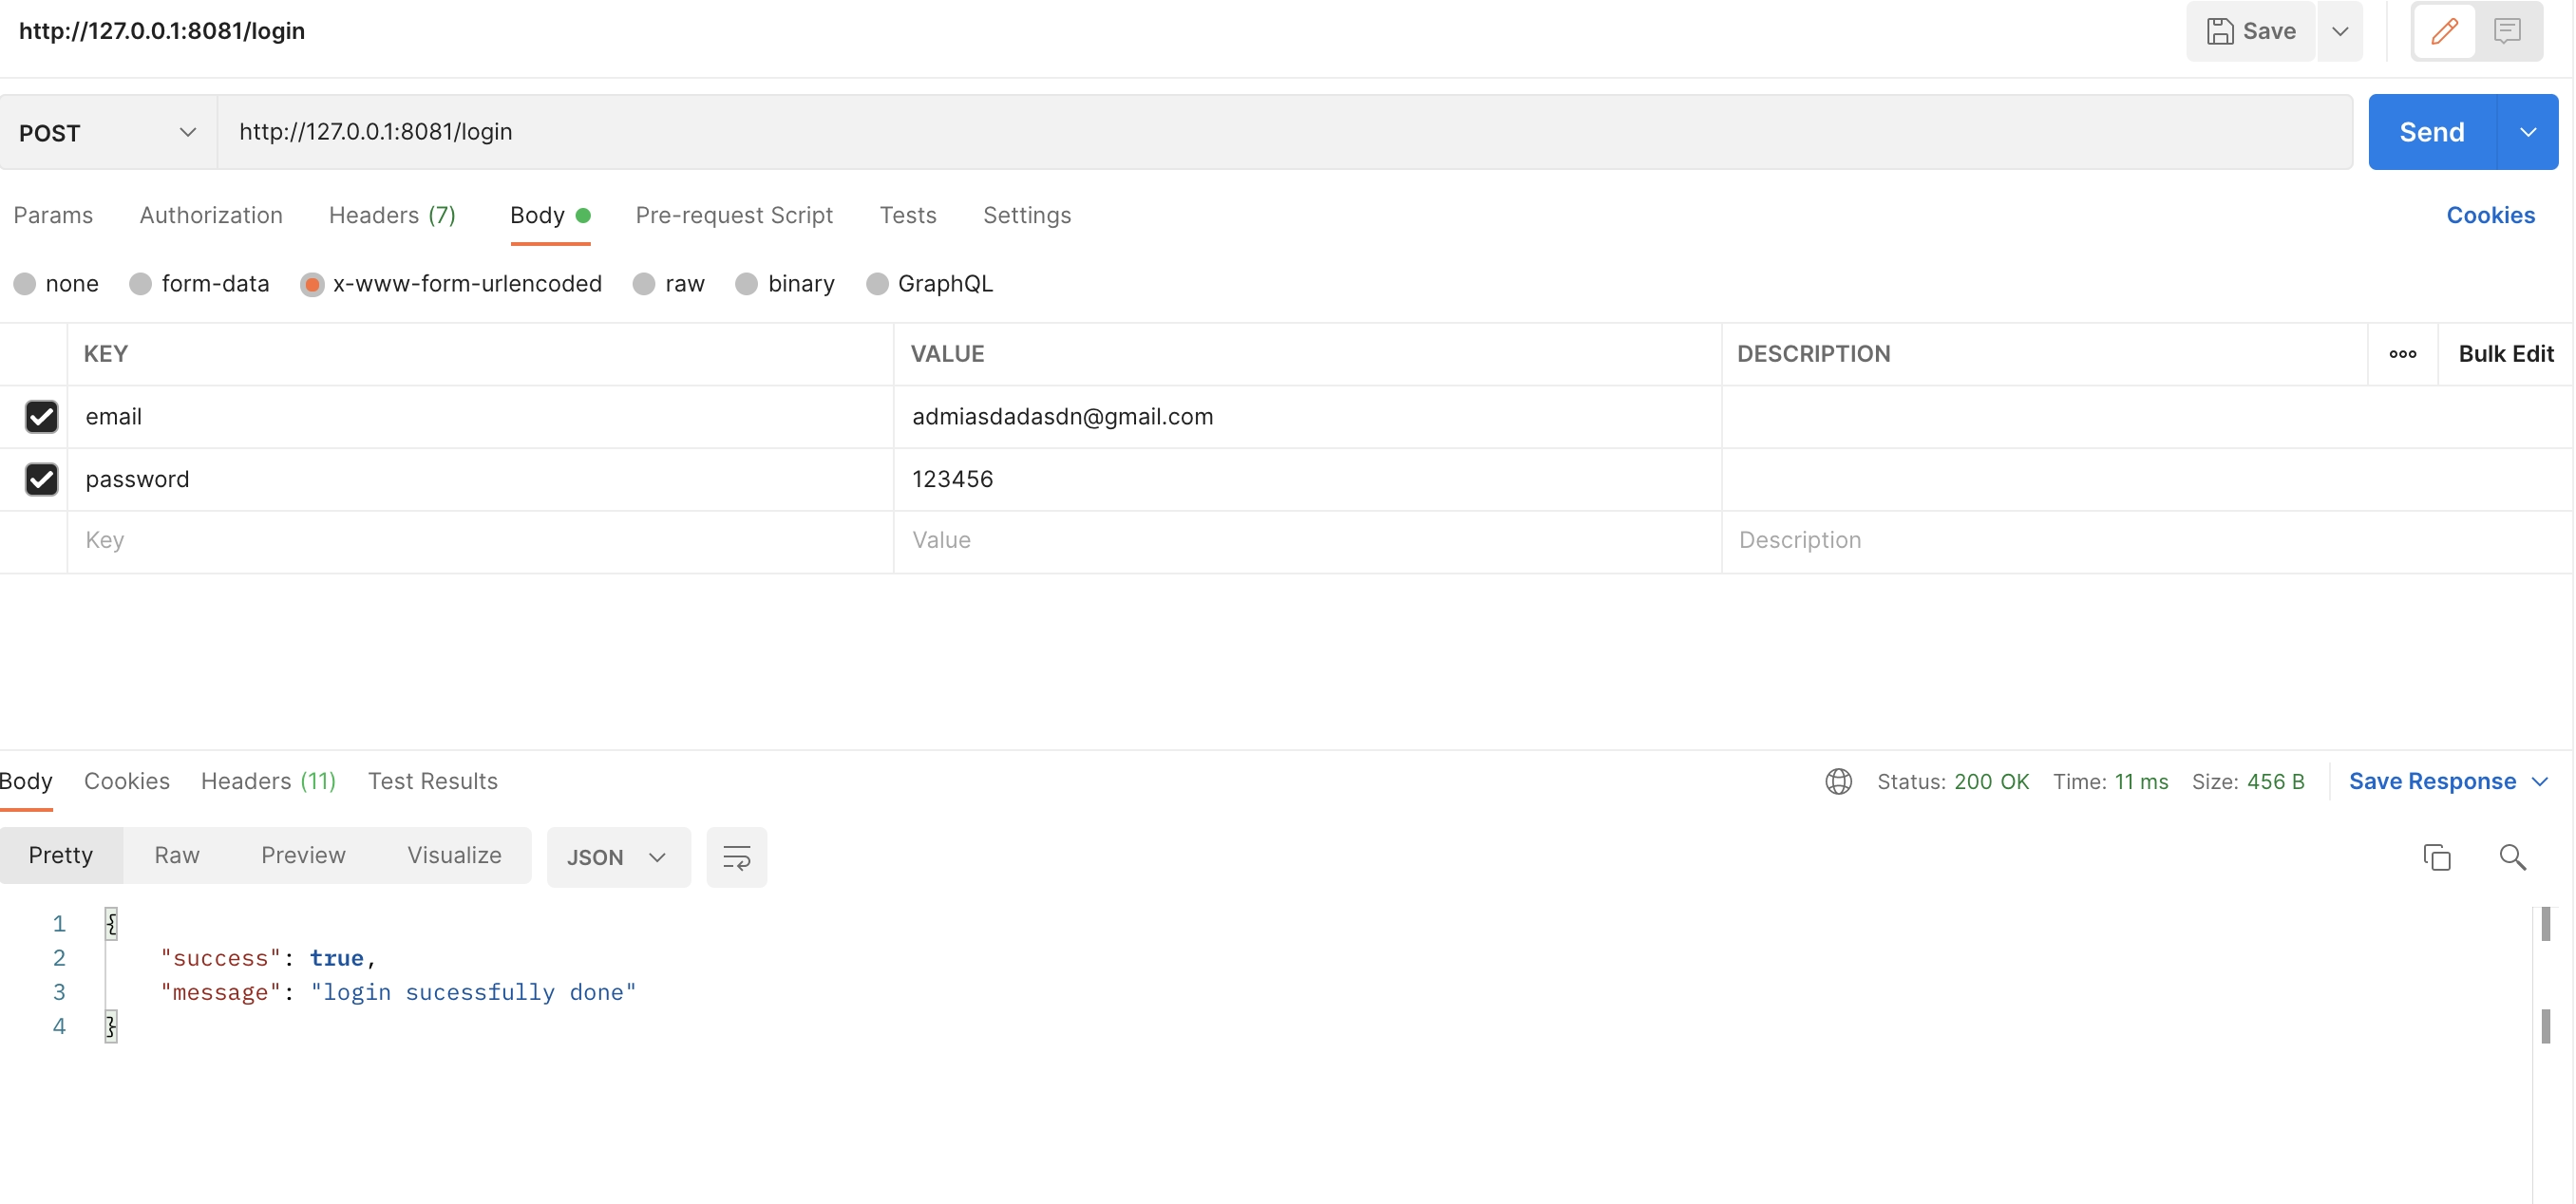 http://127.0.0.1:8081/login
Save
POST http://127.0.0.1:8081/login Send
Params Authorization Headers (7) Body Pre-request Script Tests Settings Cookies
none form-data x-www-form-urlencoded raw binary GraphQL
KEY VALUE DESCRIPTION Bulk Edit
email admiasdadasdn@gmail.com
password 123456
Key Value Description
Body Cookies Headers (11) Test Results Status: 200 OK Time: 11 ms Size: 456 B Save Response
Pretty Raw Preview Visualize JSON
1 {
2 "success": true,
3 "message": "login sucessfully done"
4 }